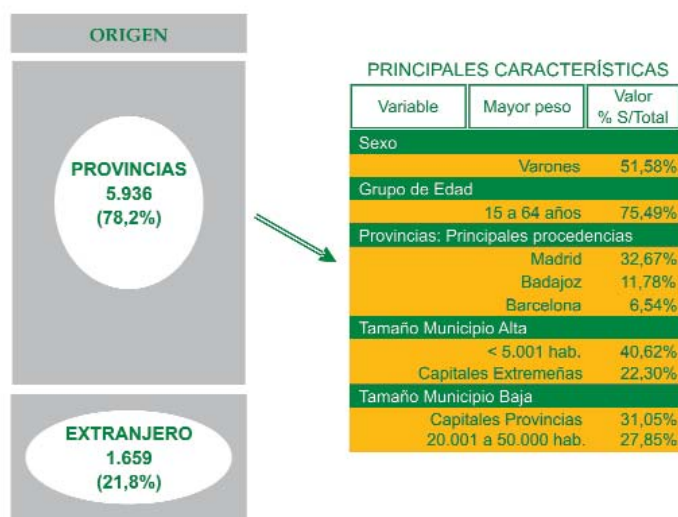 ORIGEN
PROVINCIAS
5.936
(78,2%)
EXTRANJERO
1.659
(21,8%)
PRINCIPALES CARACTERÍSTICAS
Variable Mayor peso Valor % S/Total
Sexo
Varones 51,58%
Grupo de Edad
15 a 64 años 75,49%
Provincias: Principales procedencias
Madrid 32,67%
Badajoz 11,78%
Barcelona 6,54%
Tamaño Municipio Alta
< 5.001 hab. 40,62%
Capitales Extremeñas 22,30%
Tamaño Municipio Baja
Capitales Provincias 31,05%
20.001 a 50.000 hab. 27,85%